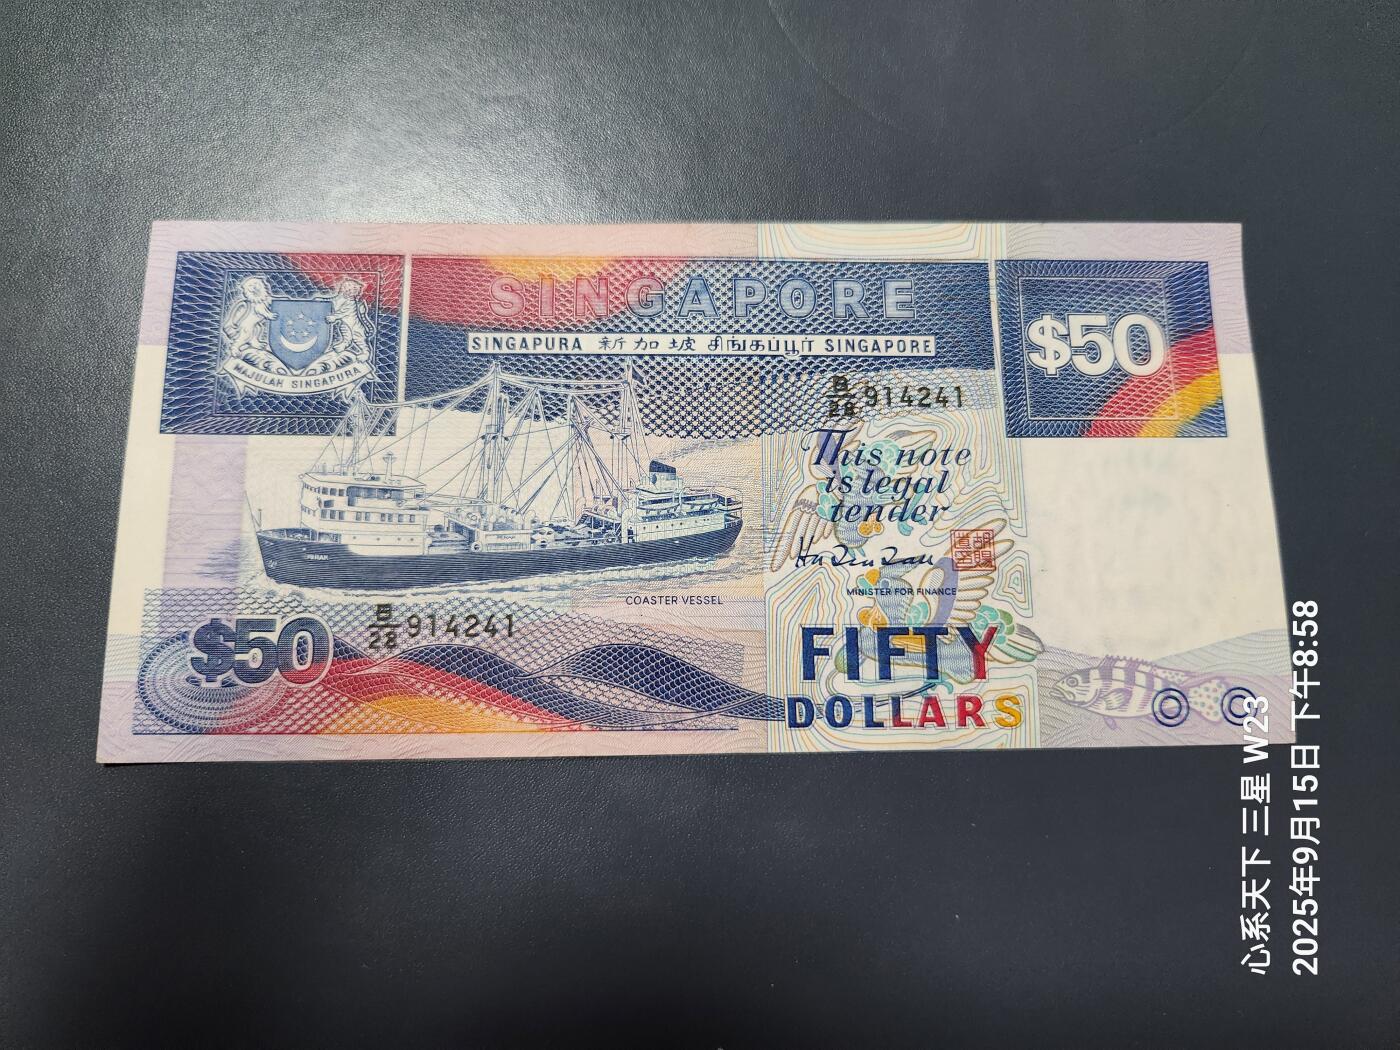 SINGAPORE
SINGAPURA 新加坡 சிங்கப்பூர் SINGAPORE
MAJULAH SINGAPURA
$50
B/28 914241
This note
is legal
tender
MINISTER FOR FINANCE
PERAK
COASTER VESSEL
B/28 914241
$50
FIFTY
DOLLARS
心系天下 三星 W23
2025年9月15日 下午8:58